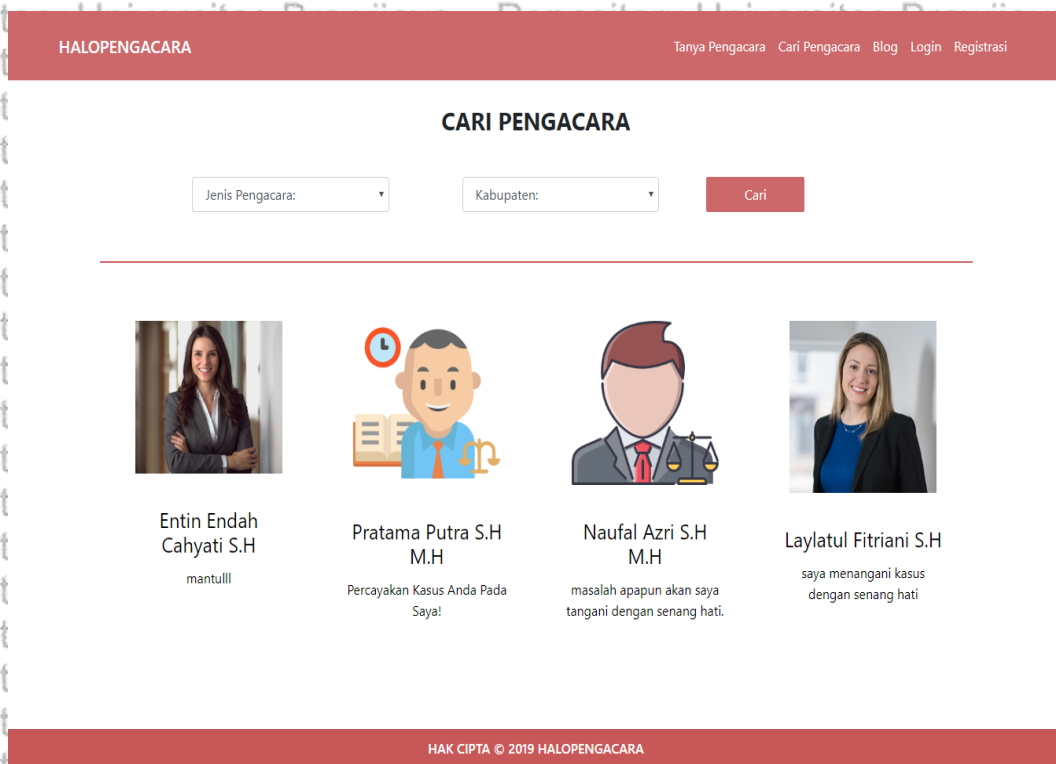 HALOPENGACARA
Tanya Pengacara Cari Pengacara Blog Login Registrasi
CARI PENGACARA
Jenis Pengacara:
Kabupaten:
Cari
Entin Endah
Cahyati S.H
mantulll
Pratama Putra S.H
M.H
Percayakan Kasus Anda Pada
Saya!
Naufal Azri S.H
M.H
masalah apapun akan saya
tangani dengan senang hati.
Laylatul Fitriani S.H
saya menangani kasus
dengan senang hati
HAK CIPTA © 2019 HALOPENGACARA